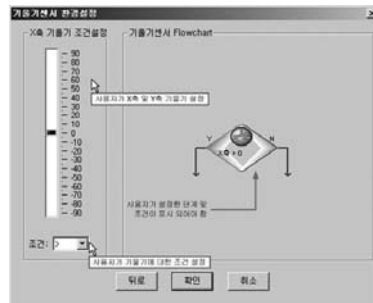 기울기센서 환경설정
X축 기울기 조건설정
기울기센서 Flowchart
90
80
70
60
50
40
30
20
10
0
-10
-20
-30
-40
-50
-60
-70
-80
-90
사용자가 X축 및 Y축 기울기 설정
Y
N
X축 > 0
사용자가 설정한 단계 및
조건이 표시 되어야 함
조건: >
사용자가 기울기에 대한 조건 설정
뒤로
확인
취소